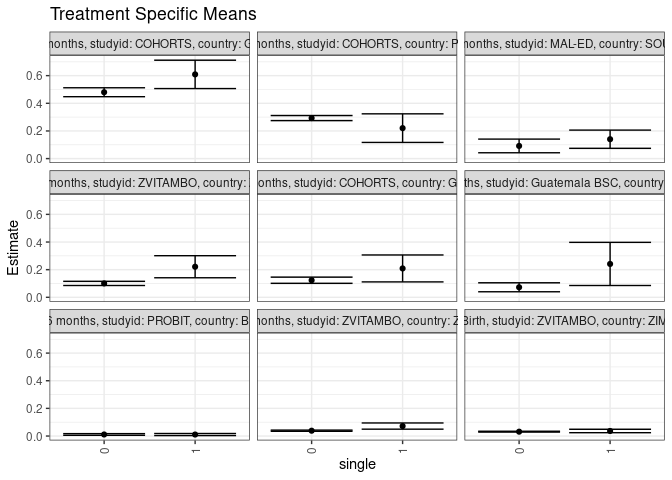 Treatment Specific Means
months, studyid: COHORTS, country: G
months, studyid: COHORTS, country: P
months, studyid: MAL-ED, country: SOU
0.6
0.4
0.2
0.0
months, studyid: ZVITAMBO, country:
months, studyid: COHORTS, country: G
ths, studyid: Guatemala BSC, country
0.6
0.4
0.2
0.0
6 months, studyid: PROBIT, country: B
months, studyid: ZVITAMBO, country: Z
Birth, studyid: ZVITAMBO, country: ZIM
0.6
0.4
0.2
0.0
Estimate
0 1 0 1 0 1
single